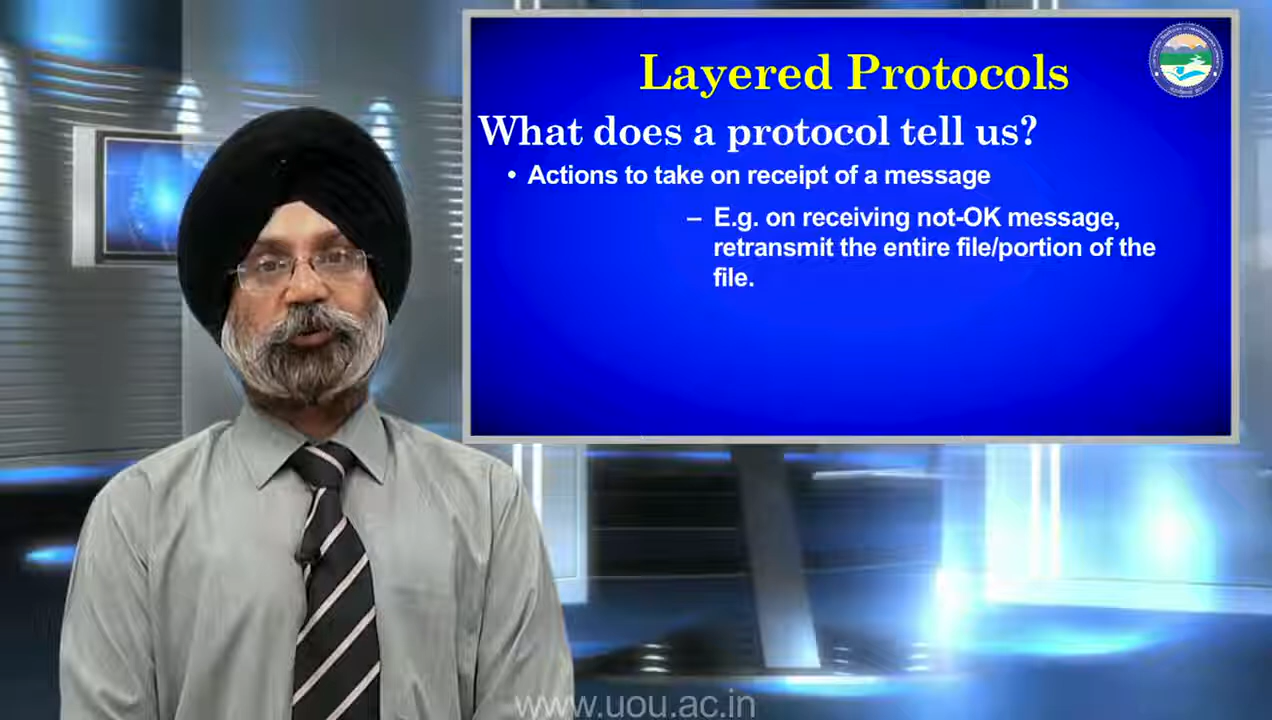 Layered Protocols
What does a protocol tell us?
• Actions to take on receipt of a message
– E.g. on receiving not-OK message,
retransmit the entire file/portion of the
file.
www.uou.ac.in